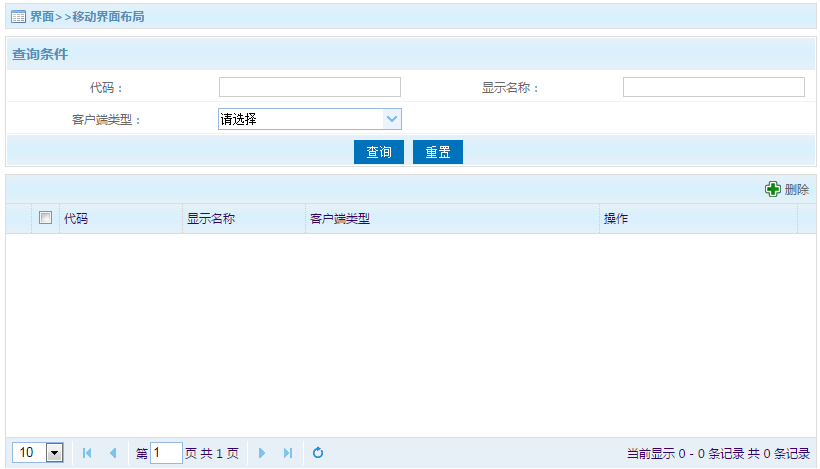 界面>>移动界面布局
查询条件
代码： 显示名称：
客户端类型： 请选择
查询 重置
删除
代码 显示名称 客户端类型 操作
10 第 1 页 共 1 页 当前显示 0 - 0 条记录 共 0 条记录